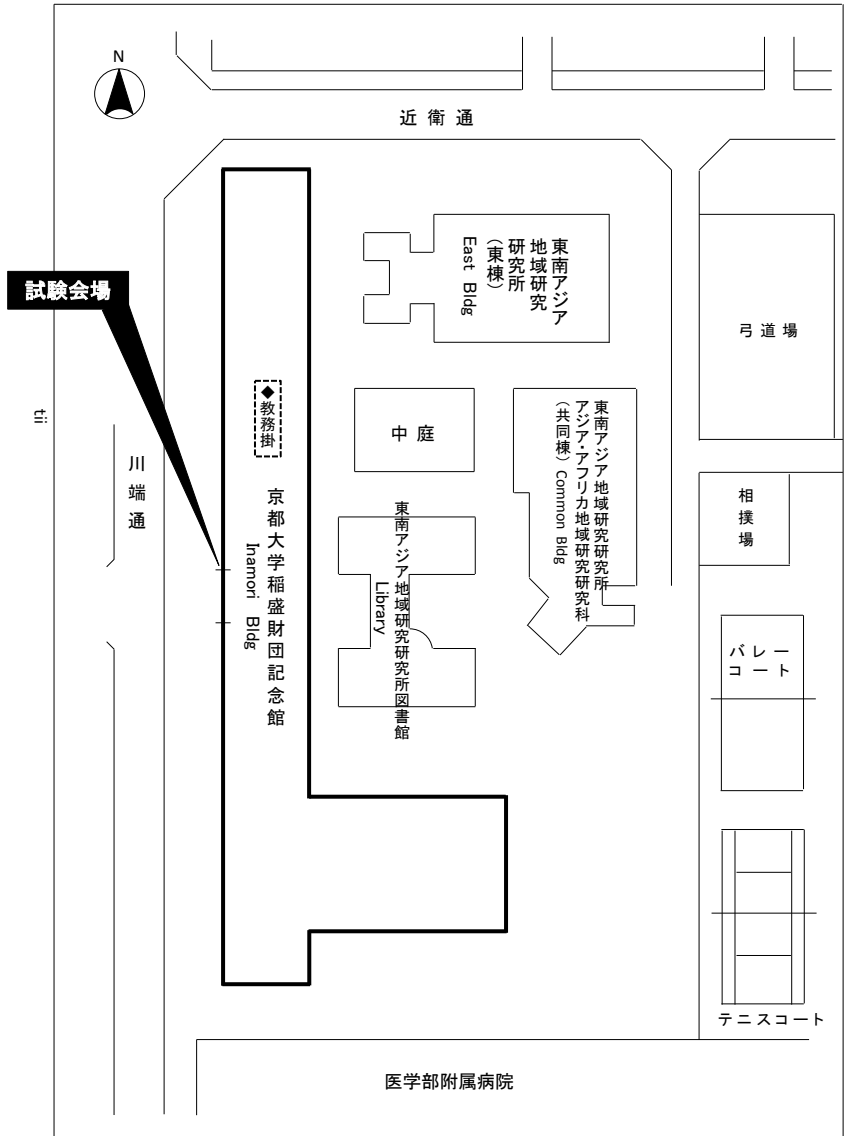 N
近衛通
東南アジア
地域研究
研究所
(東棟)
East Bldg
試験会場
弓道場
◆教務掛
中庭
東南アジア地域研究研究所
アジア・アフリカ地域研究研究科
(共同棟) Common Bldg
tii
川端通
京都大学稲盛財団記念館
Inamori Bldg
東南アジア地域研究研究所図書館
Library
相撲場
バレー
コート
テニスコート
医学部附属病院